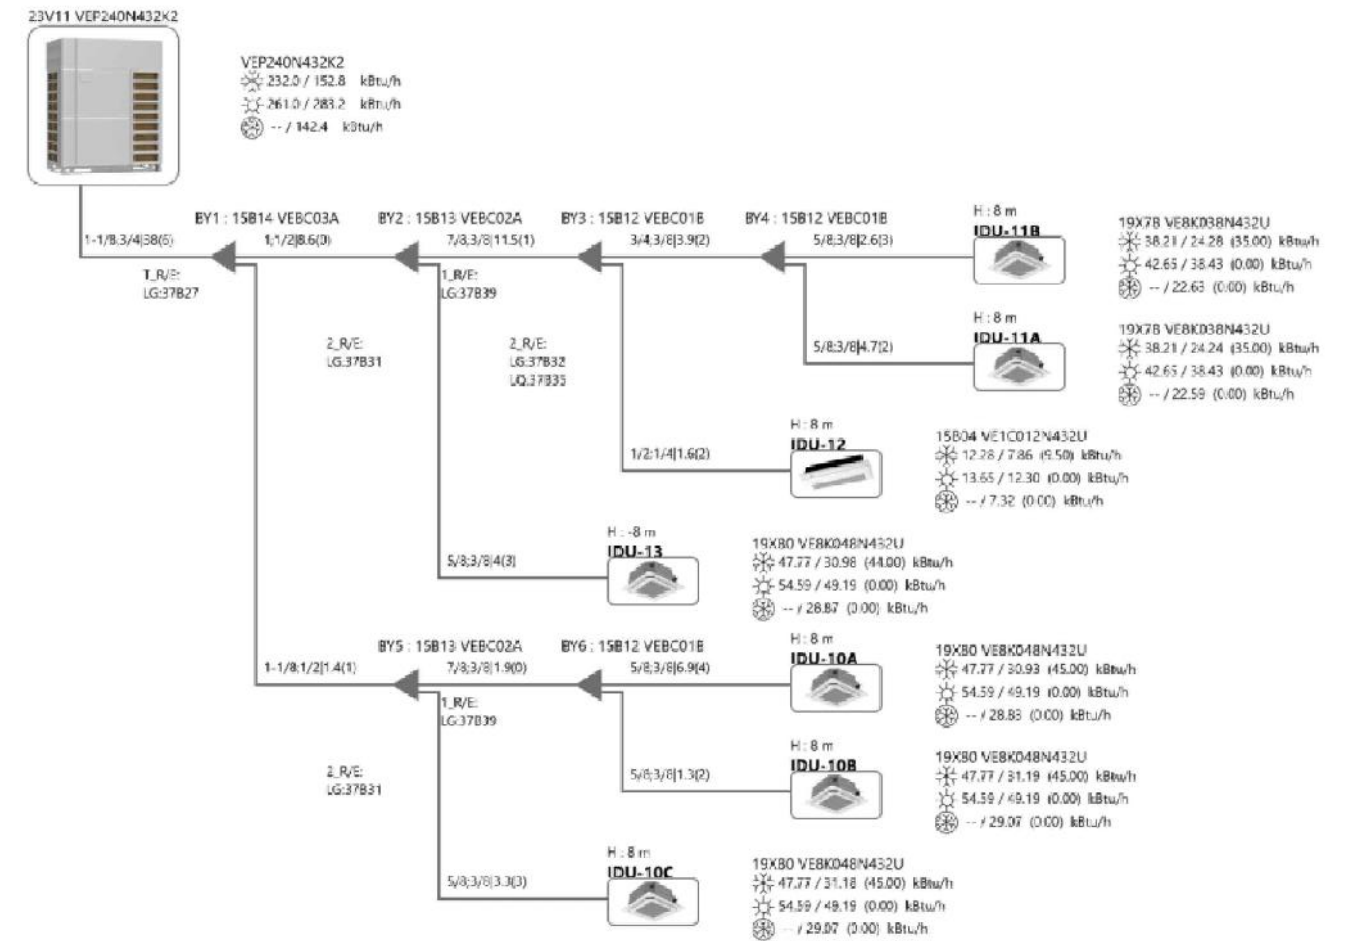 23V11 VEP240N432K2
VEP240N432K2
232.0 / 152.8 kBtu/h
261.0 / 283.2 kBtu/h
-- / 142.4 kBtu/h
BY1 : 15B14 VEBC03A
BY2 : 15B13 VEBC02A
BY3 : 15B12 VEBC01B
BY4 : 15B12 VEBC01B
1-1/8;3/4|38(6)
1;1/2|8.6(0)
7/8;3/8|11.5(1)
3/4;3/8|3.9(2)
5/8;3/8|2.6(3)
H : 8 m
IDU-11B
19X78 VE8K038N432U
38.21 / 24.28 (35.00) kBtu/h
42.65 / 38.43 (0.00) kBtu/h
-- / 22.63 (0.00) kBtu/h
T_R/E:
LG:37B27
1_R/E:
LG:37B39
2_R/E:
LG:37B31
2_R/E:
LG:37B32
LQ:37B35
5/8;3/8|4.7(2)
H : 8 m
IDU-11A
19X78 VE8K038N432U
38.21 / 24.24 (35.00) kBtu/h
42.65 / 38.43 (0.00) kBtu/h
-- / 22.59 (0.00) kBtu/h
1/2;1/4|1.6(2)
H : 8 m
IDU-12
15B04 VE1C012N432U
12.28 / 7.86 (9.50) kBtu/h
13.65 / 12.30 (0.00) kBtu/h
-- / 7.32 (0.00) kBtu/h
5/8;3/8|4(3)
H : -8 m
IDU-13
19X80 VE8K048N432U
47.77 / 30.98 (44.00) kBtu/h
54.59 / 49.19 (0.00) kBtu/h
-- / 28.87 (0.00) kBtu/h
BY5 : 15B13 VEBC02A
BY6 : 15B12 VEBC01B
1-1/8;1/2|1.4(1)
7/8;3/8|1.9(0)
5/8;3/8|6.9(4)
H : 8 m
IDU-10A
19X80 VE8K048N432U
47.77 / 30.93 (45.00) kBtu/h
54.59 / 49.19 (0.00) kBtu/h
-- / 28.83 (0.00) kBtu/h
1_R/E:
LG:37B39
2_R/E:
LG:37B31
5/8;3/8|1.3(2)
H : 8 m
IDU-10B
19X80 VE8K048N432U
47.77 / 31.19 (45.00) kBtu/h
54.59 / 49.19 (0.00) kBtu/h
-- / 29.07 (0.00) kBtu/h
5/8;3/8|3.3(3)
H : 8 m
IDU-10C
19X80 VE8K048N432U
47.77 / 31.18 (45.00) kBtu/h
54.59 / 49.19 (0.00) kBtu/h
-- / 29.07 (0.00) kBtu/h